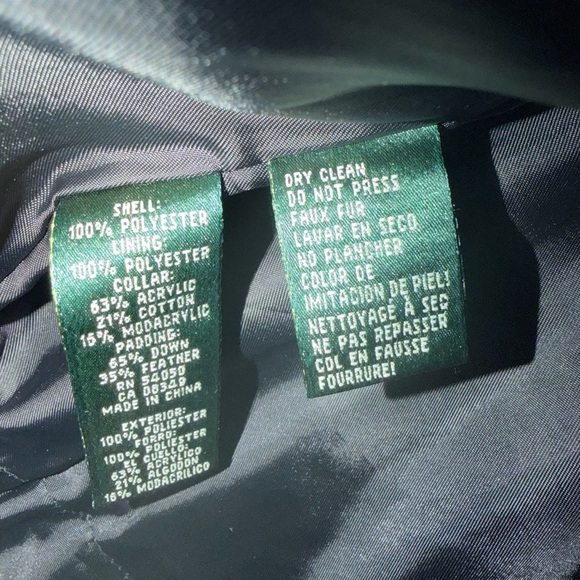 SHELL:
100% POLYESTER
LINING:
100% POLYESTER
COLLAR:
63% ACRYLIC
21% COTTON
16% MODACRYLIC
PADDING:
65% DOWN
35% FEATHER
RN 54050
CA 08349
MADE IN CHINA
EXTERIOR:
100% POLIESTER
FORRO:
100% POLIESTER
EL CUELLO:
63% ACRYLICO
21% ALGODON
16% MODACRILICO
DRY CLEAN
DO NOT PRESS
FAUX FUR
LAVAR EN SECO
NO PLANCHER
COLOR DE
IMITACION DE PIEL!
NETTOYAGE À SEC
NE PAS REPASSER
COL EN FAUSSE
FOURRURE!